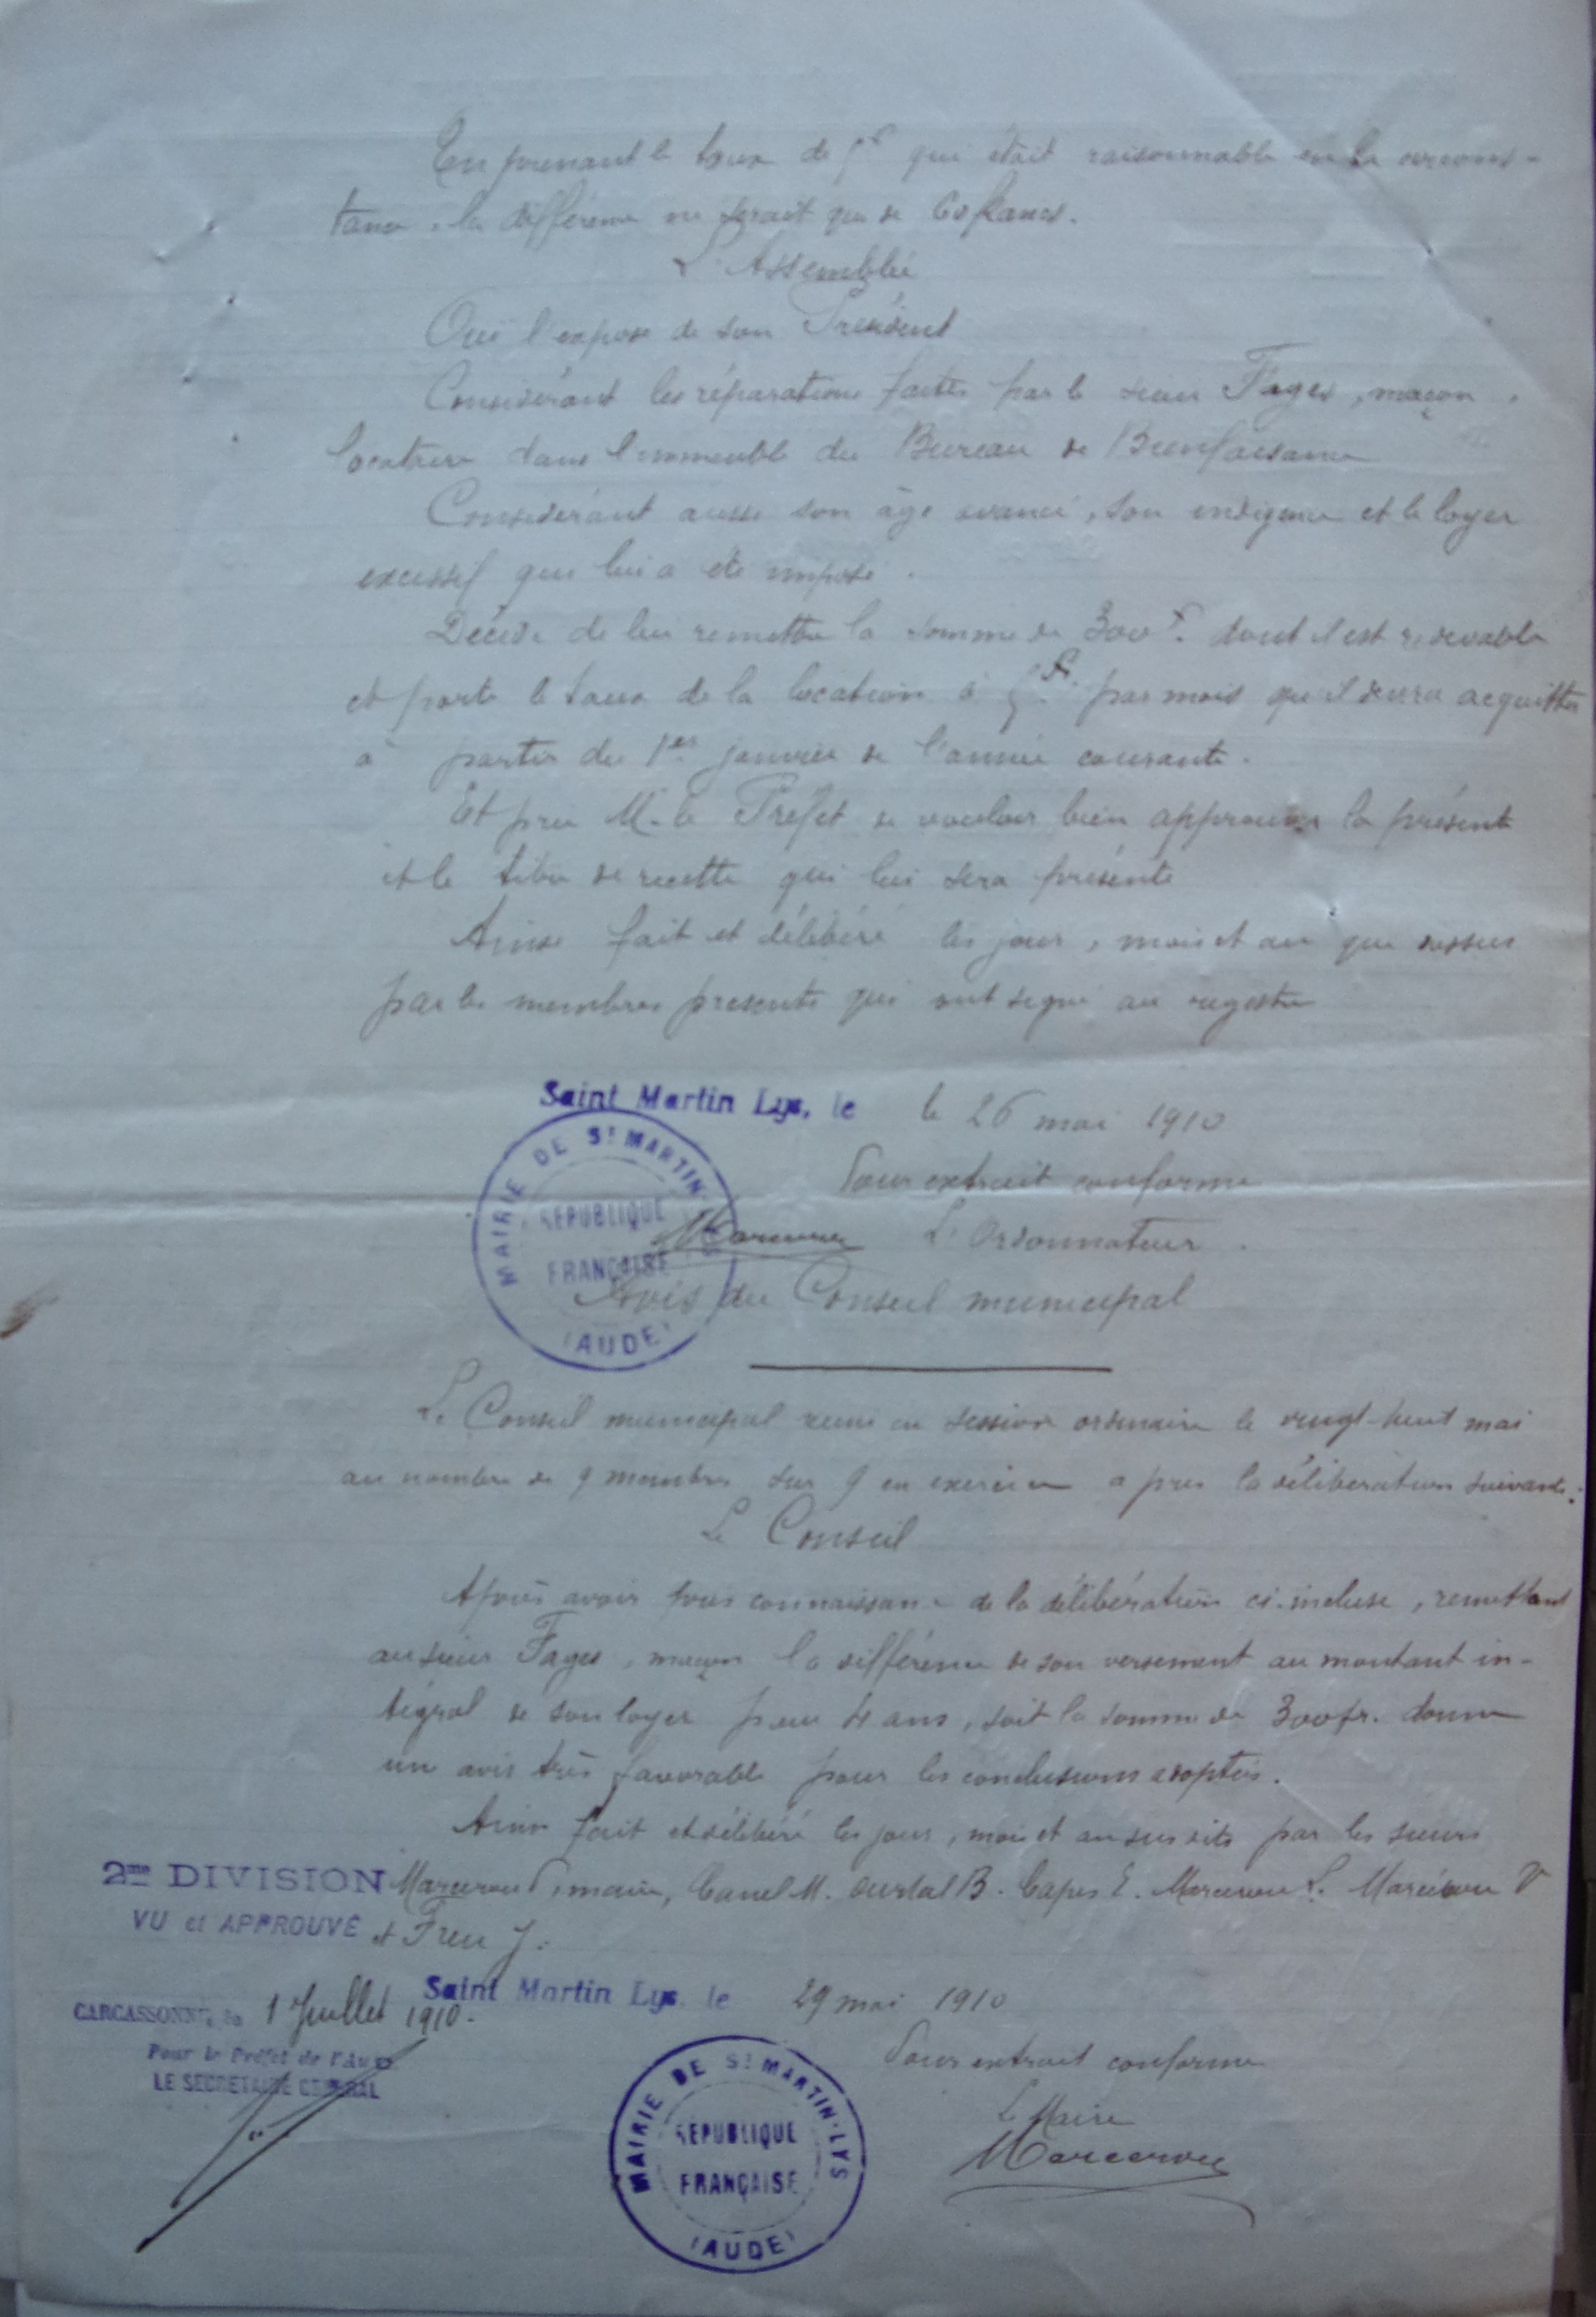 En prenant le taux de 5f qui était raisonnable en la circons-
tance, la différence ne serait que de 60 francs.
L'Assemblée
Ouï l'exposé de son Président
Considérant les réparations faites par le sieur Fages, maçon,
locataire dans l'immeuble du Bureau de Bienfaisance
Considérant aussi son âge avancé, son indigence et le loyer
excessif qui lui a été imposé.
Décide de lui remettre la somme de 300f. dont il est redevable
et porte le taux de la location à 5f. par mois qu'il devra acquitter
à partir du 1er janvier de l'année courante.
Et prie M. le Préfet de vouloir bien approuver la présente
et le titre de recette qui lui sera présenté
Ainsi fait et délibéré les jour, mois et an que dessus
par les membres présents qui ont signé au registre
Saint Martin Lys, le le 26 mai 1910
Pour extrait conforme
L'Ordonnateur.
MAIRIE DE ST MARTIN
RÉPUBLIQUE
FRANÇAISE
(AUDE)
Avis du Conseil municipal
Le Conseil municipal réuni en session ordinaire le vingt-huit mai
au nombre de 9 membres sur 9 en exercice a pris la délibération suivante:
Le Conseil
Après avoir pris connaissance de la délibération ci-incluse, remettant
au sieur Fages, maçon la différence de son versement au montant in-
tégral de son loyer pour 4 ans, soit la somme de 300 fr. donne
un avis très favorable pour les conclusions adoptées.
Ainsi fait et délibéré les jour, mois et an susdits par les sieurs
maire, Canel M. B. Capes E. V
et J.
2me DIVISION
VU et APPROUVÉ
CARCASSONNE, le 1 Juillet 1910.
Pour le Préfet de l'Aude
LE SECRÉTAIRE GÉNÉRAL
Saint Martin Lys, le 29 mai 1910
Pour extrait conforme
Le Maire
MAIRIE DE ST MARTIN-LYS
RÉPUBLIQUE
FRANÇAISE
(AUDE)